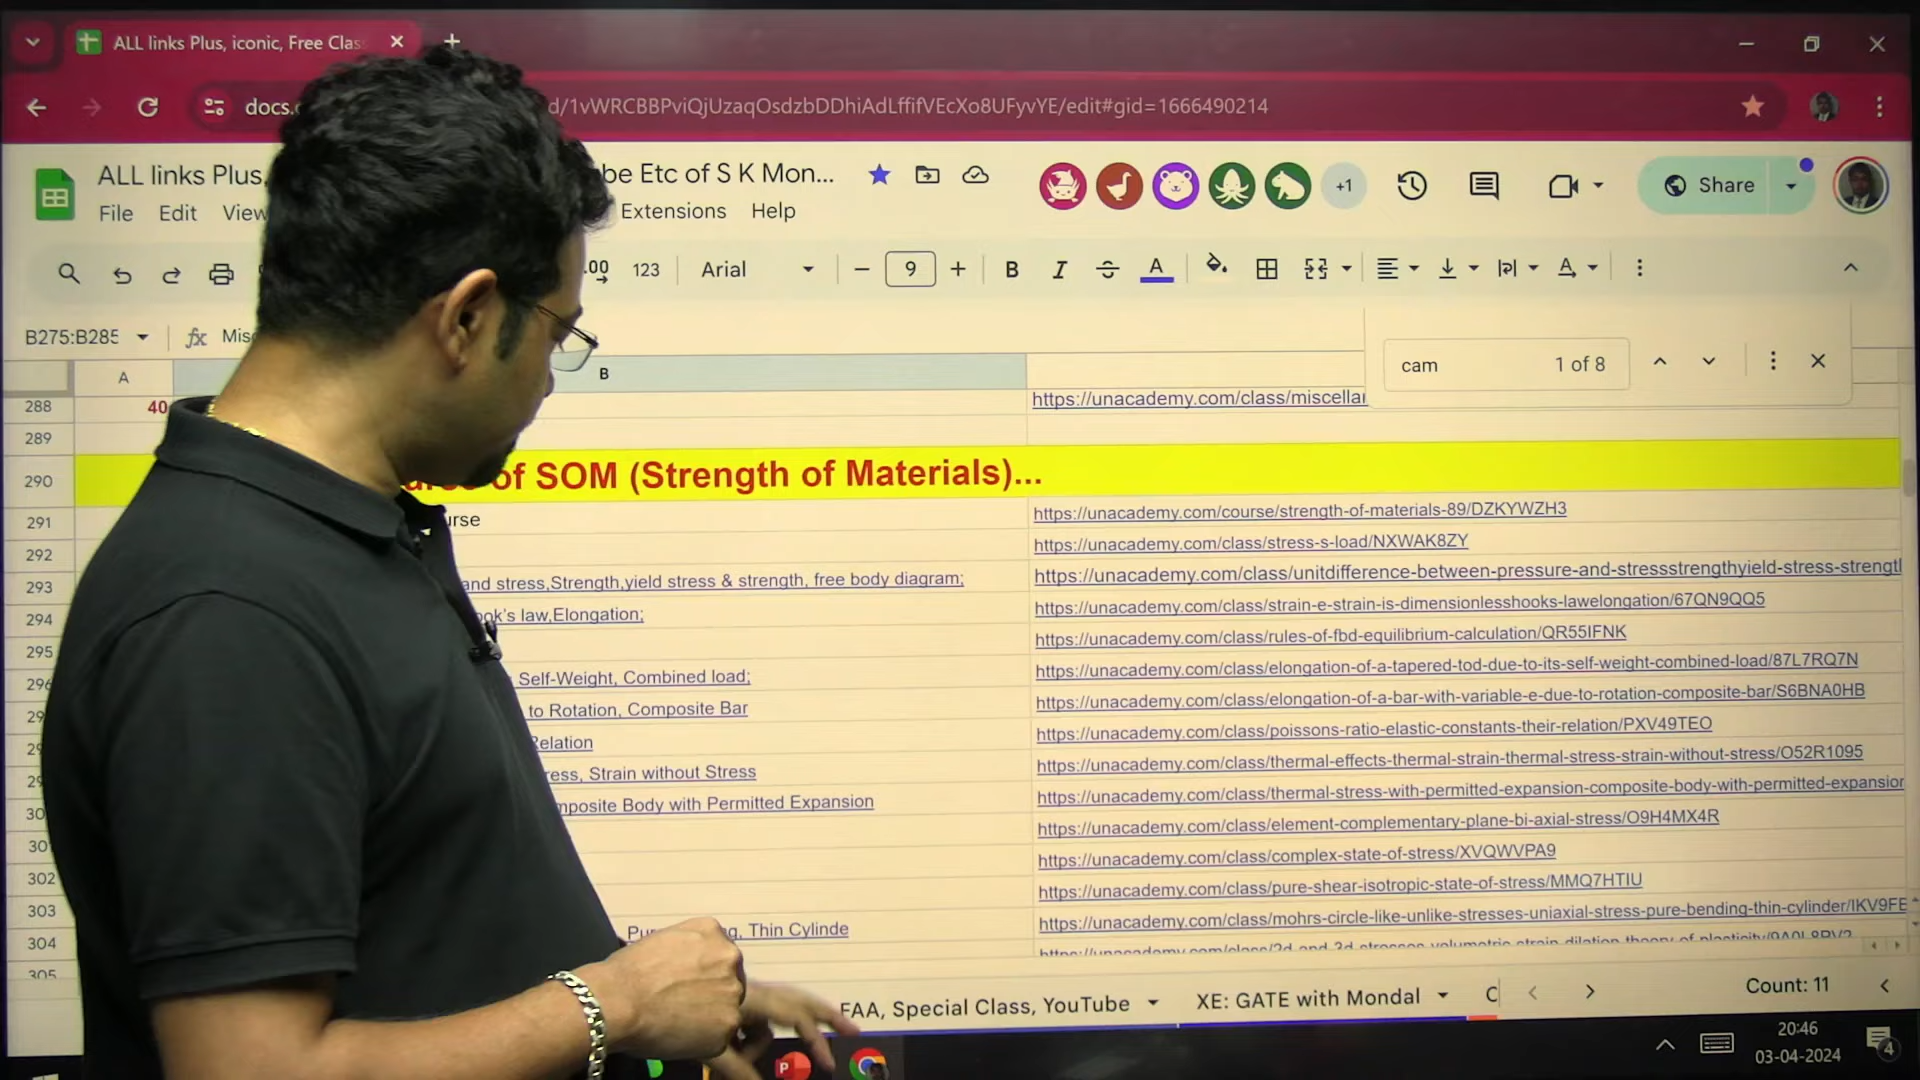 ALL links Plus, iconic, Free Clas
docs.
d/1vWRCBBPviQjUzaqOsdzbDDhiAdLffifVEcXo8UFyvYE/edit#gid=1666490214
ALL links Plus, be Etc of S K Mon...
+1
Share
File Edit View Extensions Help
.00 123 Arial 9 B I A
B275:B285 fx Misc
cam 1 of 8
A B
288 40 https://unacademy.com/class/miscellar
289
290 of SOM (Strength of Materials)...
291 urse https://unacademy.com/course/strength-of-materials-89/DZKYWZH3
292 https://unacademy.com/class/stress-s-load/NXWAK8ZY
293 and stress,Strength,yield stress & strength, free body diagram; https://unacademy.com/class/unitdifference-between-pressure-and-stressstrengthyield-stress-strengtl
294 ook's law,Elongation; https://unacademy.com/class/strain-e-strain-is-dimensionlesshooks-lawelongation/67QN9QQ5
295 https://unacademy.com/class/rules-of-fbd-equilibrium-calculation/QR55IFNK
296 Self-Weight, Combined load; https://unacademy.com/class/elongation-of-a-tapered-tod-due-to-its-self-weight-combined-load/87L7RQ7N
29 to Rotation, Composite Bar https://unacademy.com/class/elongation-of-a-bar-with-variable-e-due-to-rotation-composite-bar/S6BNA0HB
Relation https://unacademy.com/class/poissons-ratio-elastic-constants-their-relation/PXV49TEO
ress, Strain without Stress https://unacademy.com/class/thermal-effects-thermal-strain-thermal-stress-strain-without-stress/O52R1095
30 mposite Body with Permitted Expansion https://unacademy.com/class/thermal-stress-with-permitted-expansion-composite-body-with-permitted-expansion
30 https://unacademy.com/class/element-complementary-plane-bi-axial-stress/O9H4MX4R
302 https://unacademy.com/class/complex-state-of-stress/XVQWVPA9
303 https://unacademy.com/class/pure-shear-isotropic-state-of-stress/MMQ7HTIU
304 g, Thin Cylinde https://unacademy.com/class/mohrs-circle-like-unlike-stresses-uniaxial-stress-pure-bending-thin-cylinder/IKV9FE
305
FAA, Special Class, YouTube XE: GATE with Mondal C Count: 11
20:46
03-04-2024
4